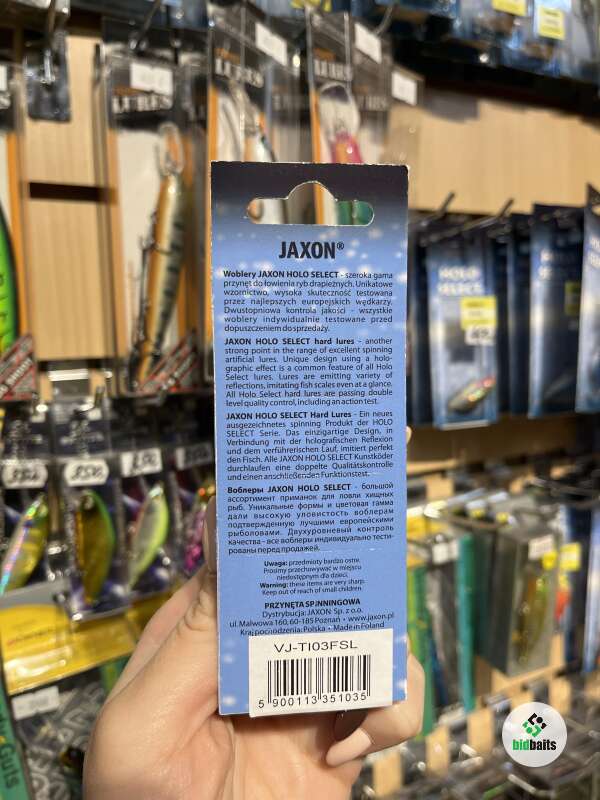 LURES
LURES
JAXON®
Woblery JAXON HOLO SELECT - szeroka gama
przynęt do łowienia ryb drapieżnych. Unikatowe
wzornictwo, wysoka skuteczność testowana
przez najlepszych europejskich wędkarzy.
Dwustopniowa kontrola jakości - wszystkie
woblery indywidualnie testowane przed
dopuszczeniem do sprzedaży.
JAXON HOLO SELECT hard lures - another
strong point in the range of excellent spinning
artificial lures. Unique design using a holo-
graphic effect is a common feature of all Holo
Select lures. Lures are emitting variety of
reflections, imitating fish scales even at a glance.
All Holo Select hard lures are passing double
level quality control, including an action test.
JAXON HOLO SELECT Hard Lures - Ein neues
ausgezeichnetes spinning Produkt der HOLO
SELECT Serie. Das einzigartige Design, in
Verbindung mit der holografischen Reflexion
und dem verführerischen Lauf, imitiert perfekt
den Fisch. Alle JAXON HOLO SELECT Kunstköder
durchlaufen eine doppelte Qualitätskontrolle
und einen anschließenden Funktionstest.
Воблеры JAXON HOLO SELECT - большой
ассортимент приманок для ловли хищных
рыб. Уникальные формы и цветовая гамма
дали высокую уловистость воблерам
подтвержденную лучшими европейскими
рыболовами. Двухуровневый контроль
качества - все воблеры индивидуально тести-
рованы перед продажей.
Uwaga: przedmioty bardzo ostre.
Prosimy przechowywać w miejscu
niedostępnym dla dzieci
Warning: these items are very sharp.
Keep out of reach of small children.
PRZYNĘTA SPINNINGOWA
Dystrybucja: JAXON Sp. z o.o.
ul. Malwowa 160, 60-185 Poznań • www.jaxon.pl
Kraj pochodzenia: Polska • Made in Poland
VJ-TI03FSL
5 900113 351035
HOLO
SELECT
bidbaits